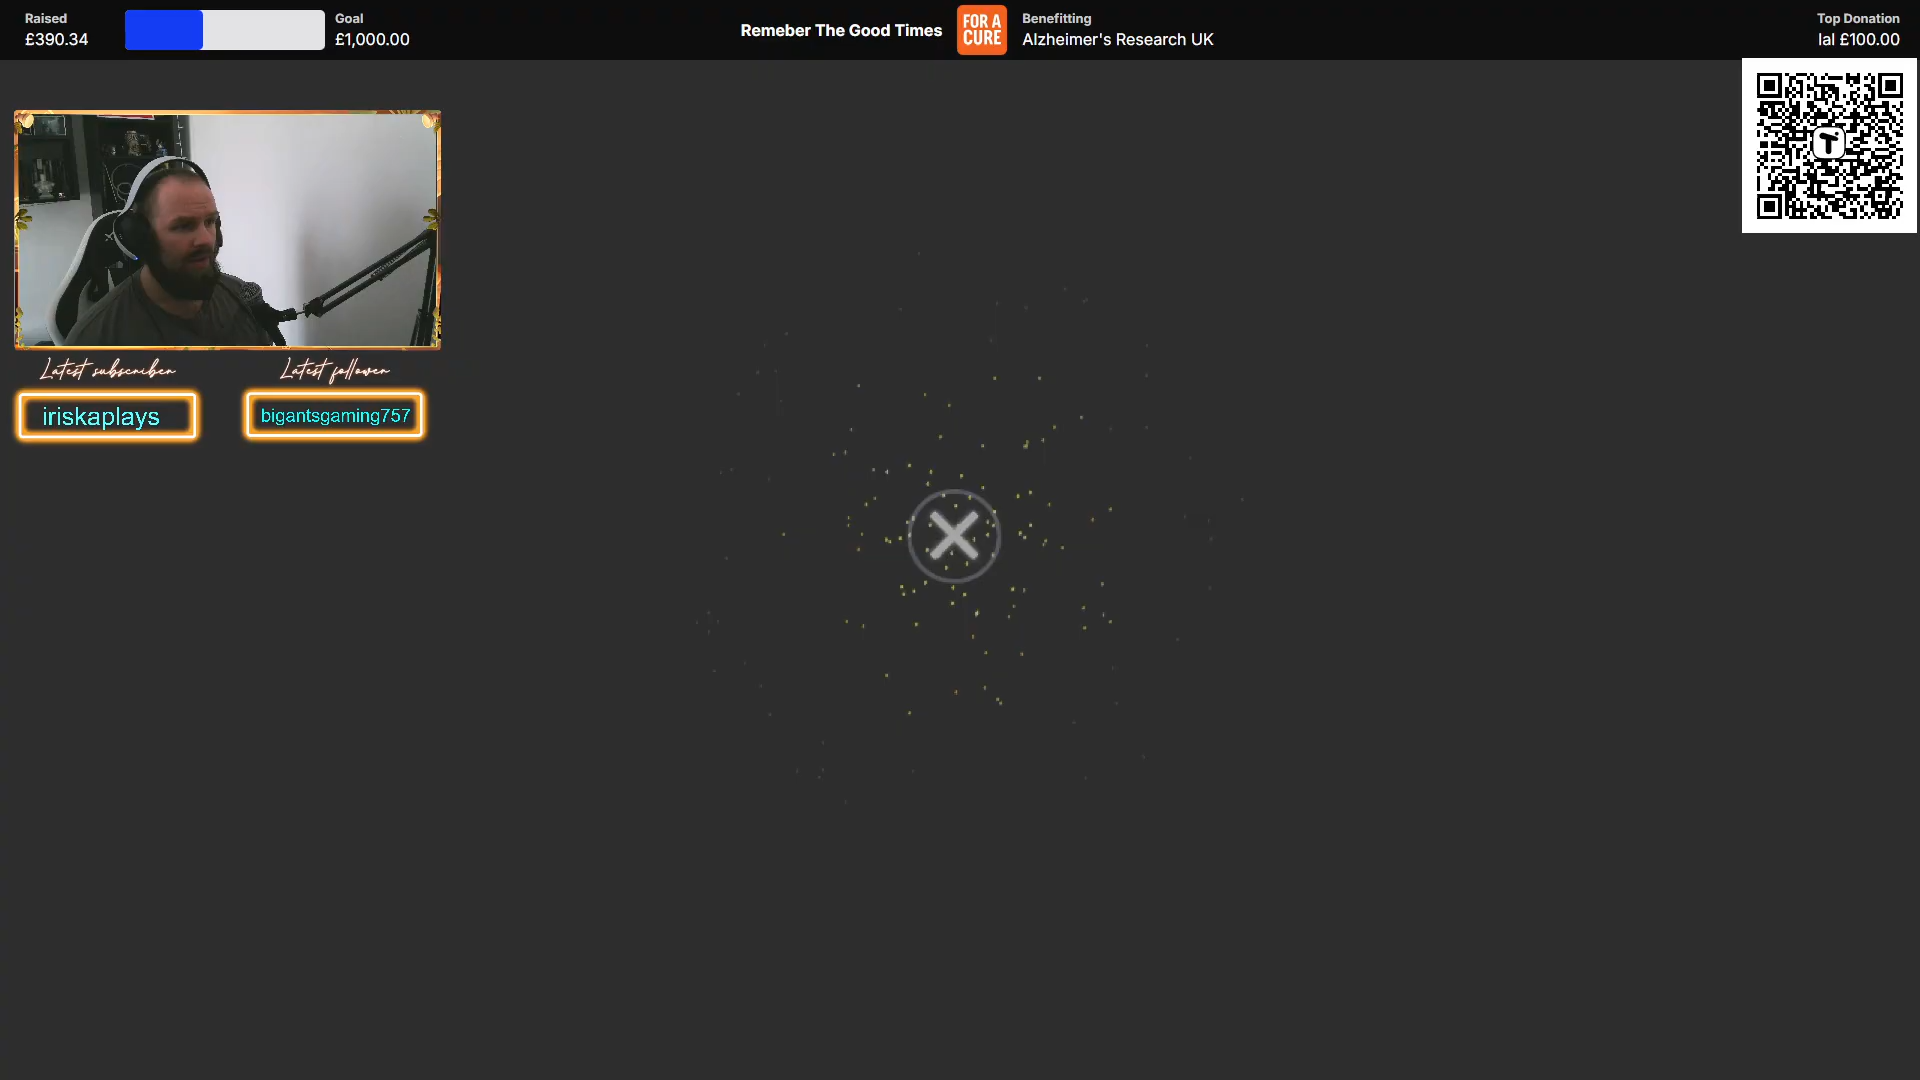 Raised
£390.34
Goal
£1,000.00
Remeber The Good Times
FOR A
CURE
Benefitting
Alzheimer's Research UK
Top Donation
lal £100.00
Latest subscriber
Latest follower
iriskaplays
bigantsgaming757